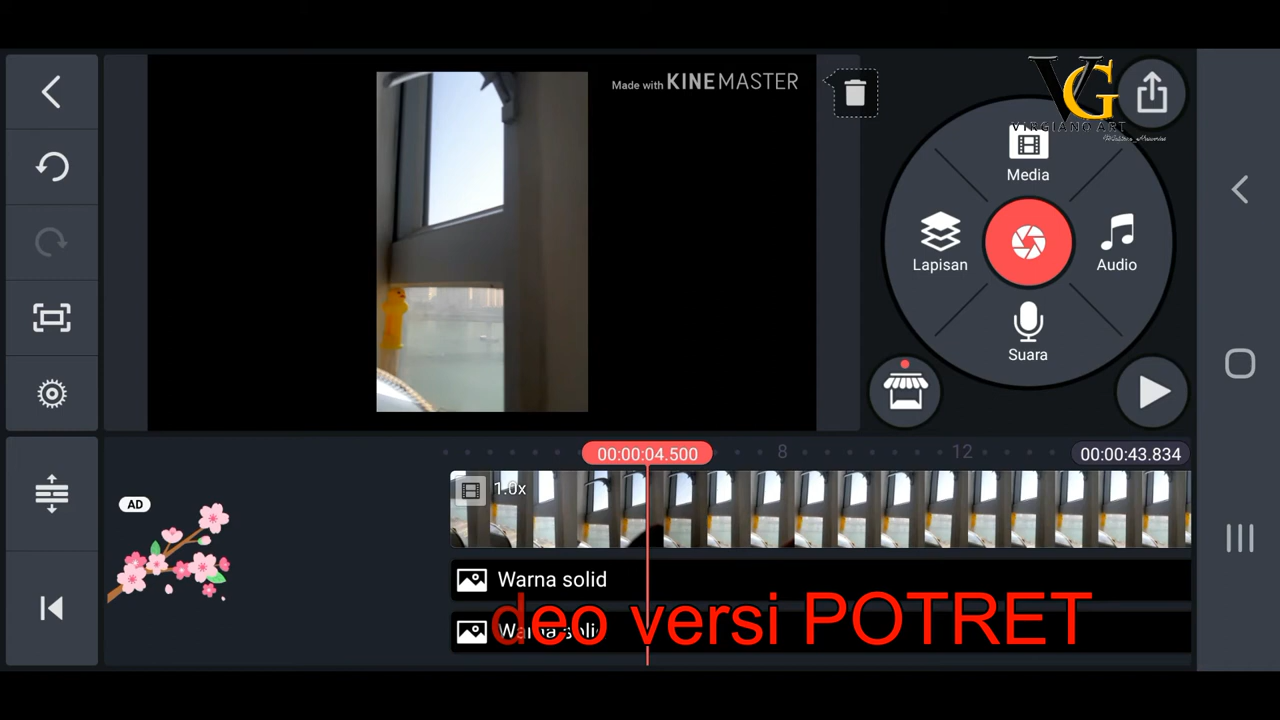 Made with KINEMASTER
VG
VIRGIANO ART
Media
Lapisan
Audio
Suara
00:00:04.500
8
12
00:00:43.834
AD
1.0x
Warna solid
deo versi POTRET